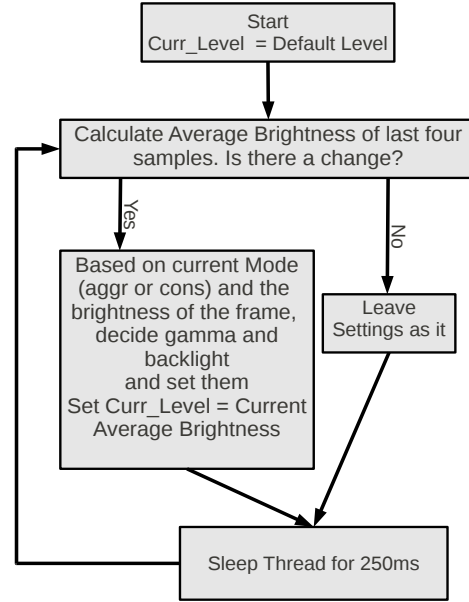 Start
Curr_Level = Default Level
Calculate Average Brightness of last four
samples. Is there a change?
Yes
No
Based on current Mode
(aggr or cons) and the
brightness of the frame,
decide gamma and
backlight
and set them
Set Curr_Level = Current
Average Brightness
Leave
Settings as it
Sleep Thread for 250ms